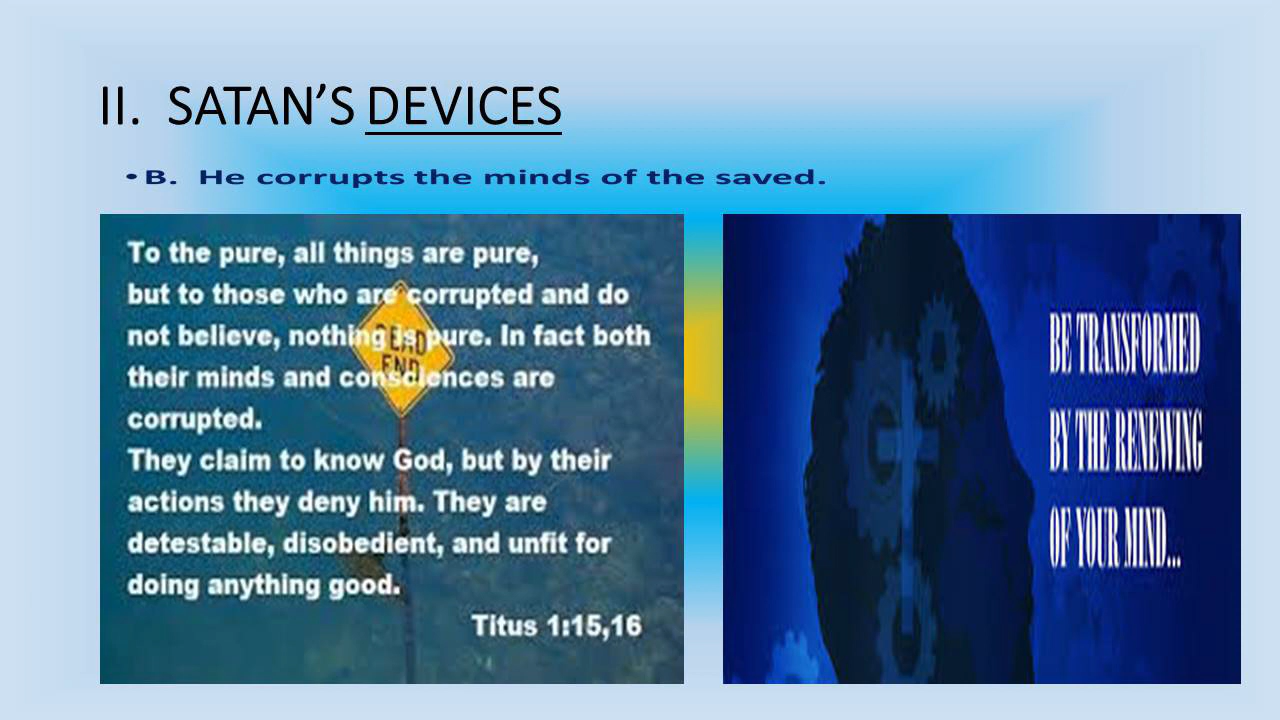 II. SATAN’S DEVICES
• B. He corrupts the minds of the saved.
To the pure, all things are pure,
but to those who are corrupted and do
not believe, nothing is pure. In fact both
their minds and consciences are
corrupted.
They claim to know God, but by their
actions they deny him. They are
detestable, disobedient, and unfit for
doing anything good.
Titus 1:15,16
DEAD
END
BE TRANSFORMED
BY THE RENEWING
OF YOUR MIND...